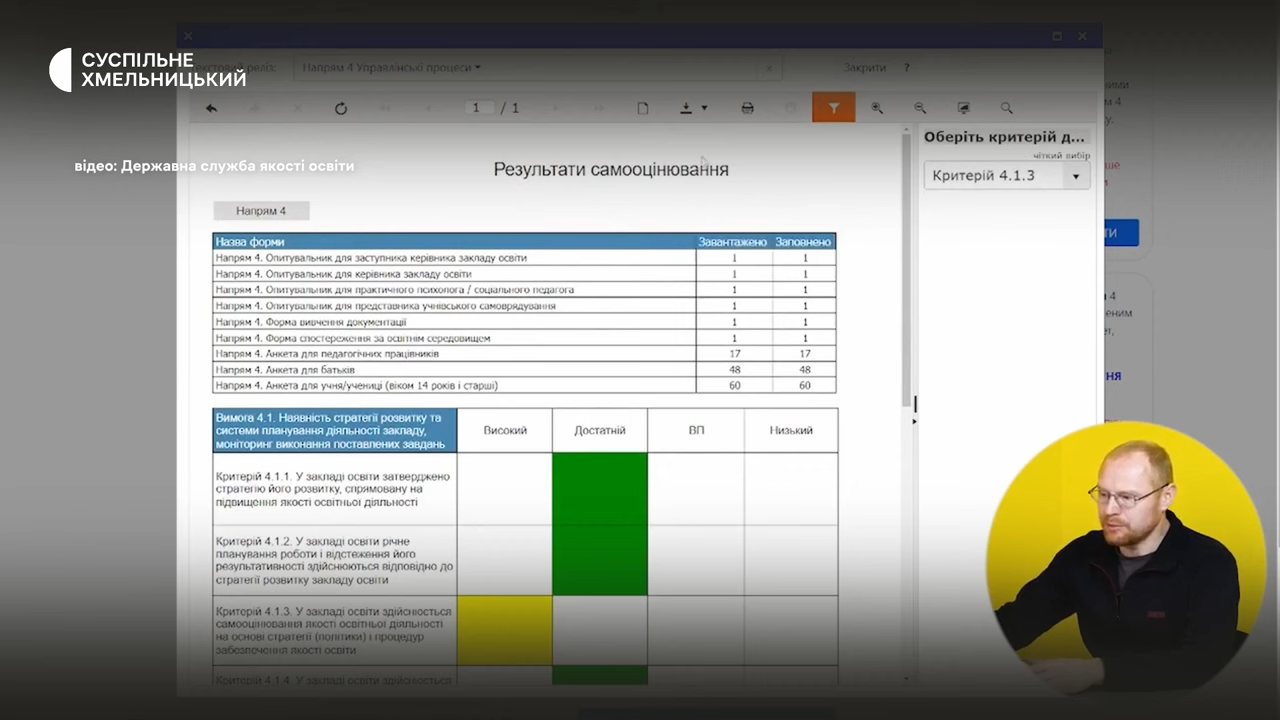 СУСПІЛЬНЕ
ХМЕЛЬНИЦЬКИЙ
Напрям 4 Управлінські процеси
Закрити ?
1 / 1
Оберіть критерій д...
чіткий вибір
Критерій 4.1.3
відео: Державна служба якості освіти
Результати самооцінювання
Напрям 4
Назва форми Завантажено Заповнено
Напрям 4. Опитувальник для заступника керівника закладу освіти 1 1
Напрям 4. Опитувальник для керівника закладу освіти 1 1
Напрям 4. Опитувальник для практичного психолога / соціального педагога 1 1
Напрям 4. Опитувальник для представника учнівського самоврядування 1 1
Напрям 4. Форма вивчення документації 1 1
Напрям 4. Форма спостереження за освітнім середовищем 1 1
Напрям 4. Анкета для педагогічних працівників 17 17
Напрям 4. Анкета для батьків 48 48
Напрям 4. Анкета для учня/учениці (віком 14 років і старші) 60 60
Вимога 4.1. Наявність стратегії розвитку та
системи планування діяльності закладу,
моніторинг виконання поставлених завдань
Високий Достатній ВП Низький
Критерій 4.1.1. У закладі освіти затверджено
стратегію його розвитку, спрямовану на
підвищення якості освітньої діяльності
Критерій 4.1.2. У закладі освіти річне
планування роботи і відстеження його
результативності здійснюються відповідно до
стратегії розвитку закладу освіти
Критерій 4.1.3. У закладі освіти здійснюється
самооцінювання якості освітньої діяльності
на основі стратегії (політики) і процедур
забезпечення якості освіти
Критерій 4.1.4. У закладі освіти здійснюється